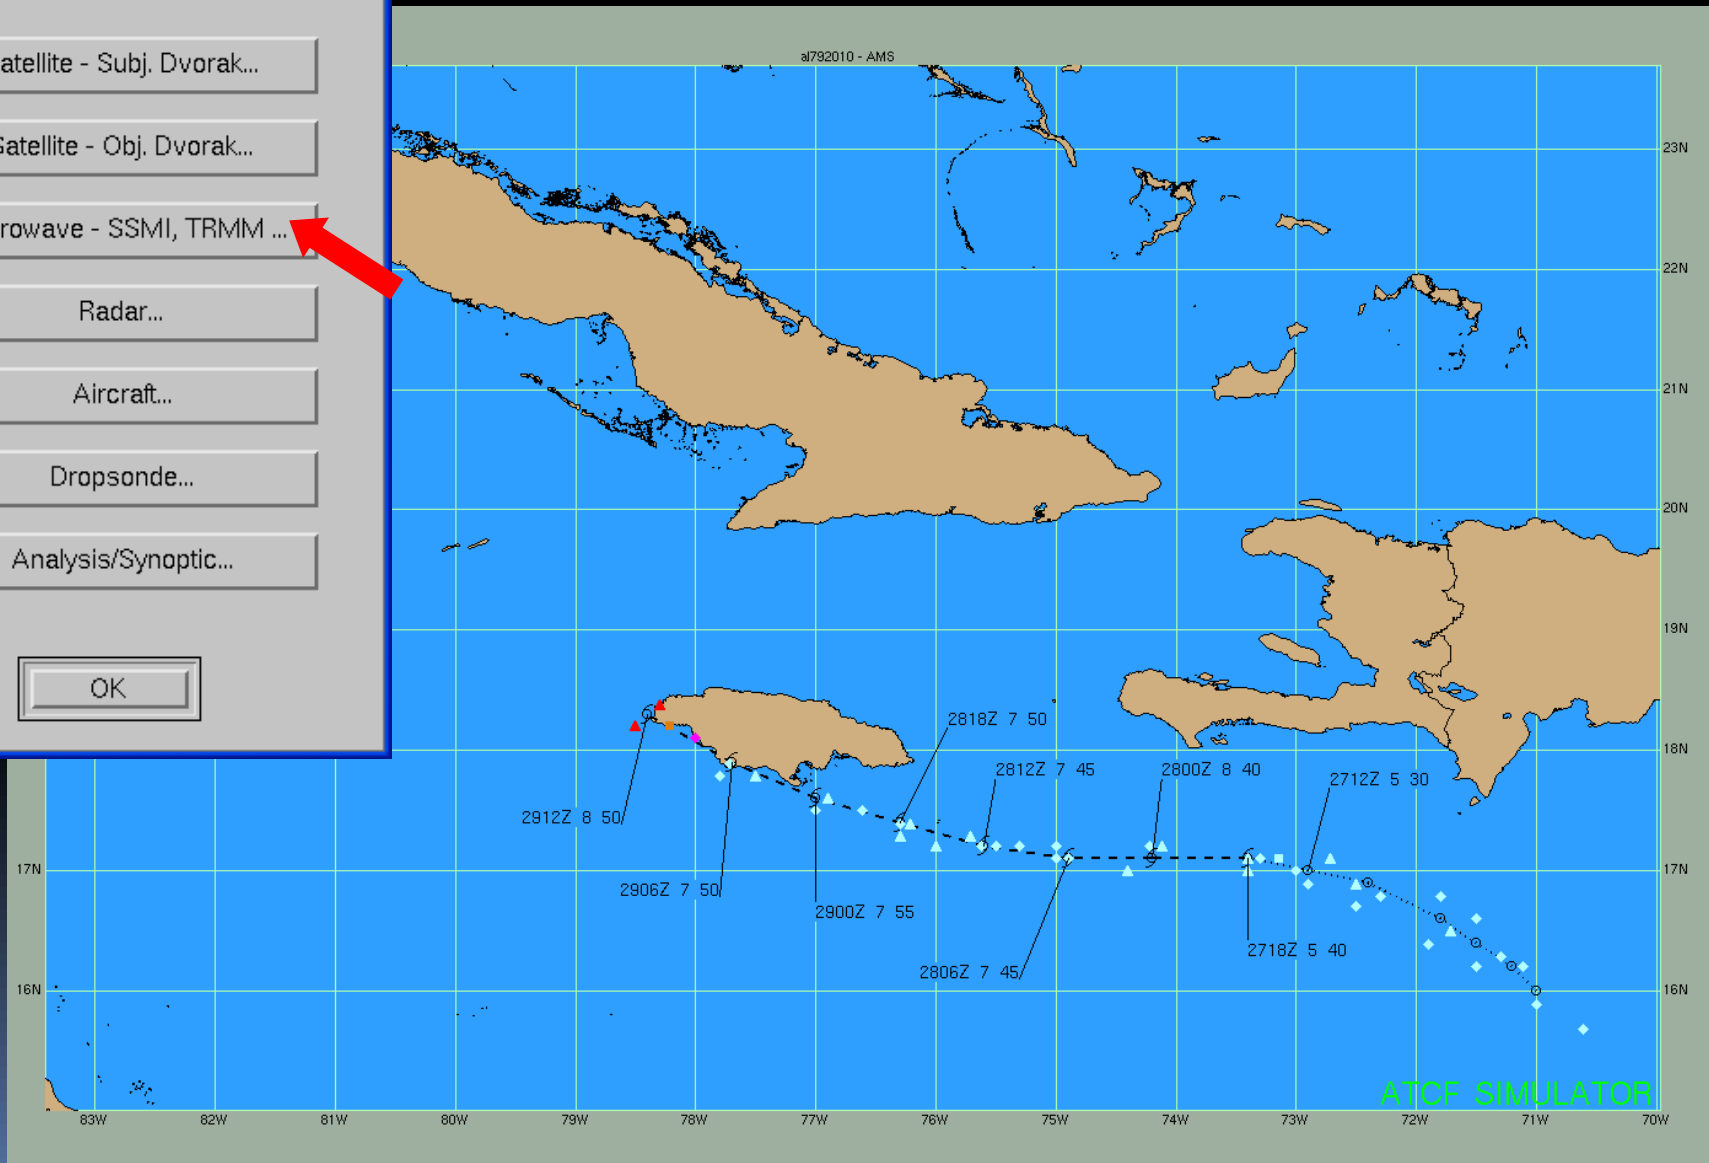 atellite - Subj. Dvorak...
Satellite - Obj. Dvorak...
rowave - SSMI, TRMM ...
Radar...
Aircraft...
Dropsonde...
Analysis/Synoptic...
OK
al792010 - AMS
23N
22N
21N
20N
19N
18N
17N
17N
16N
16N
2818Z 7 50
2812Z 7 45
2800Z 8 40
2712Z 5 30
2912Z 8 50
2906Z 7 50
2900Z 7 55
2806Z 7 45
2718Z 5 40
ATCF SIMULATOR
83W 82W 81W 80W 79W 78W 77W 76W 75W 74W 73W 72W 71W 70W